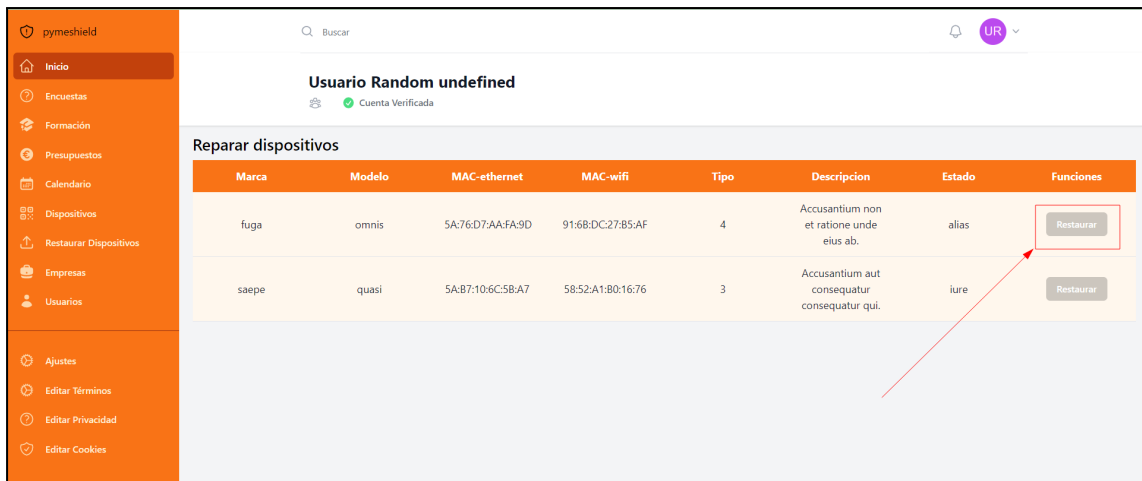 pymeshield
Inicio
Encuestas
Formación
Presupuestos
Calendario
Dispositivos
Restaurar Dispositivos
Empresas
Usuarios
Ajustes
Editar Términos
Editar Privacidad
Editar Cookies
Buscar
UR
Usuario Random undefined
Cuenta Verificada
Reparar dispositivos
Marca Modelo MAC-ethernet MAC-wifi Tipo Descripcion Estado Funciones
fuga omnis 5A:76:D7:AA:FA:9D 91:6B:DC:27:B5:AF 4 Accusantium non
et ratione unde
eius ab. alias Restaurar
saepe quasi 5A:B7:10:6C:5B:A7 58:52:A1:B0:16:76 3 Accusantium aut
consequatur
consequatur qui. iure Restaurar